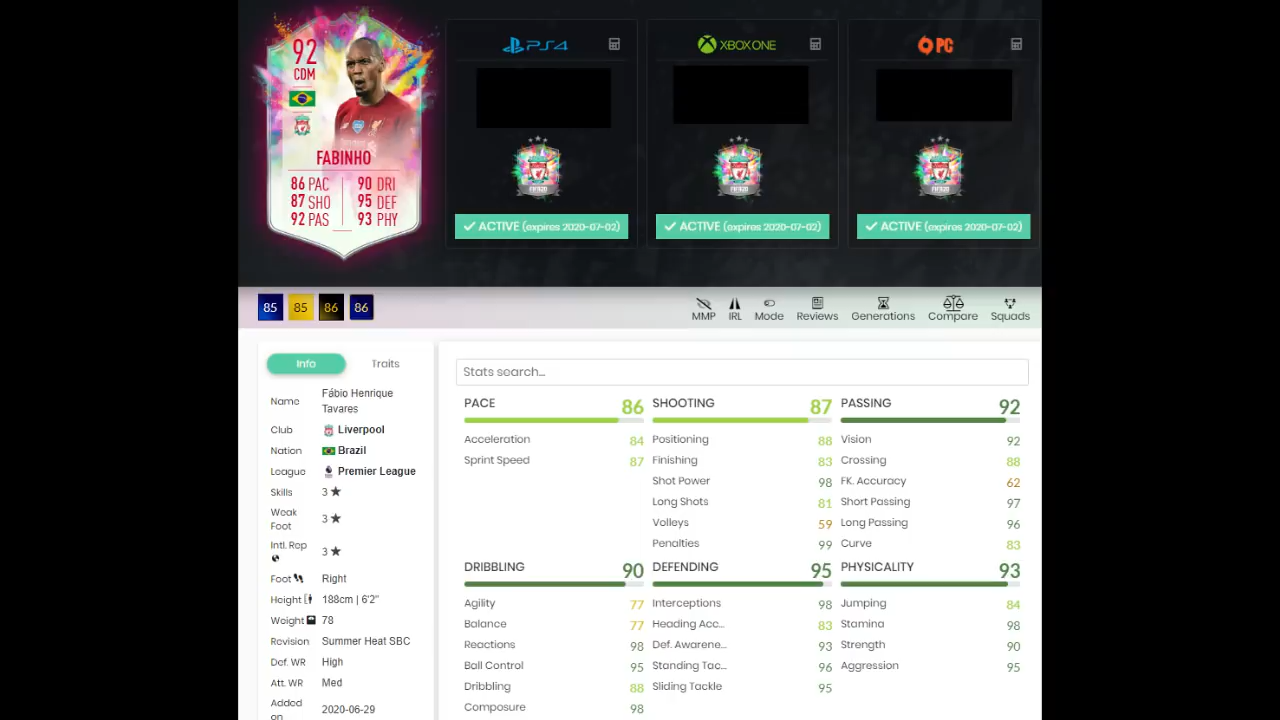 92
CDM
FABINHO
86 PAC 90 DRI
87 SHO 95 DEF
92 PAS 93 PHY
PS4
ACTIVE (expires 2020-07-02)
XBOX ONE
ACTIVE (expires 2020-07-02)
PC
ACTIVE (expires 2020-07-02)
85 85 86 86
MMP IRL Mode Reviews Generations Compare Squads
Info Traits
Name Fábio Henrique
Tavares
Club Liverpool
Nation Brazil
League Premier League
Skills 3
Weak
Foot 3
Intl. Rep 3
Foot Right
Height 188cm | 6'2"
Weight 78
Revision Summer Heat SBC
Def. WR High
Att. WR Med
Added
on 2020-06-29
Stats search...
PACE 86
Acceleration 84
Sprint Speed 87
SHOOTING 87
Positioning 88
Finishing 83
Shot Power 98
Long Shots 81
Volleys 59
Penalties 99
PASSING 92
Vision 92
Crossing 88
FK. Accuracy 62
Short Passing 97
Long Passing 96
Curve 83
DRIBBLING 90
Agility 77
Balance 77
Reactions 98
Ball Control 95
Dribbling 88
Composure 98
DEFENDING 95
Interceptions 98
Heading Acc... 83
Def. Awarene... 93
Standing Tac... 96
Sliding Tackle 95
PHYSICALITY 93
Jumping 84
Stamina 98
Strength 90
Aggression 95